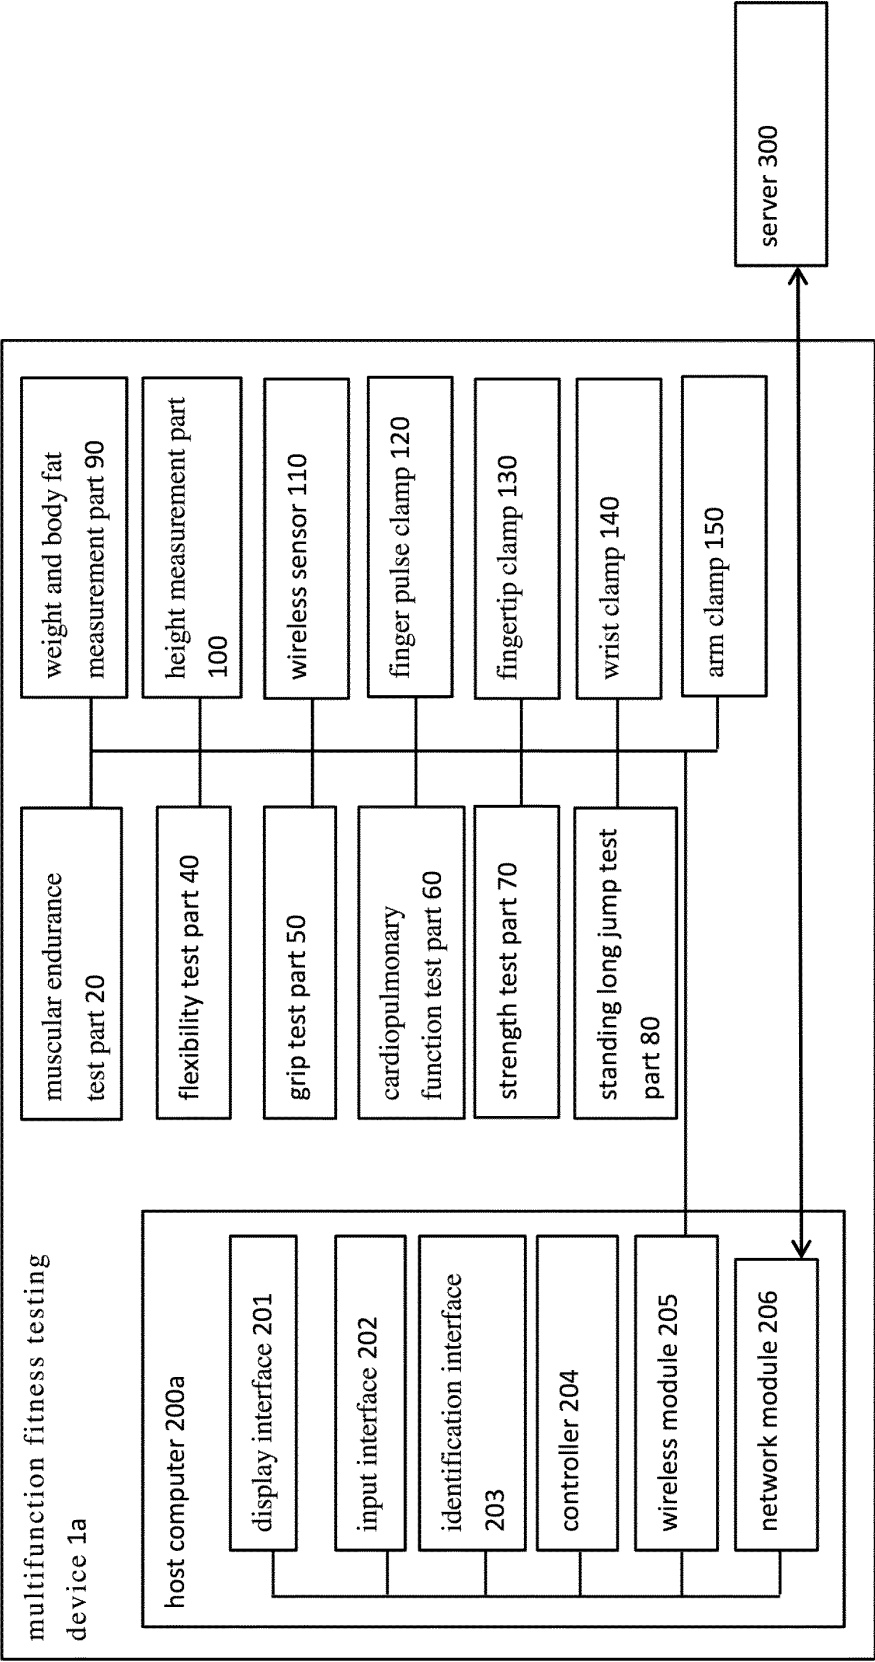 multifunction fitness testing
device 1a
host computer 200a
display interface 201
input interface 202
identification interface
203
controller 204
wireless module 205
network module 206
muscular endurance
test part 20
flexibility test part 40
grip test part 50
cardiopulmonary
function test part 60
strength test part 70
standing long jump test
part 80
weight and body fat
measurement part 90
height measurement part
100
wireless sensor 110
finger pulse clamp 120
fingertip clamp 130
wrist clamp 140
arm clamp 150
server 300